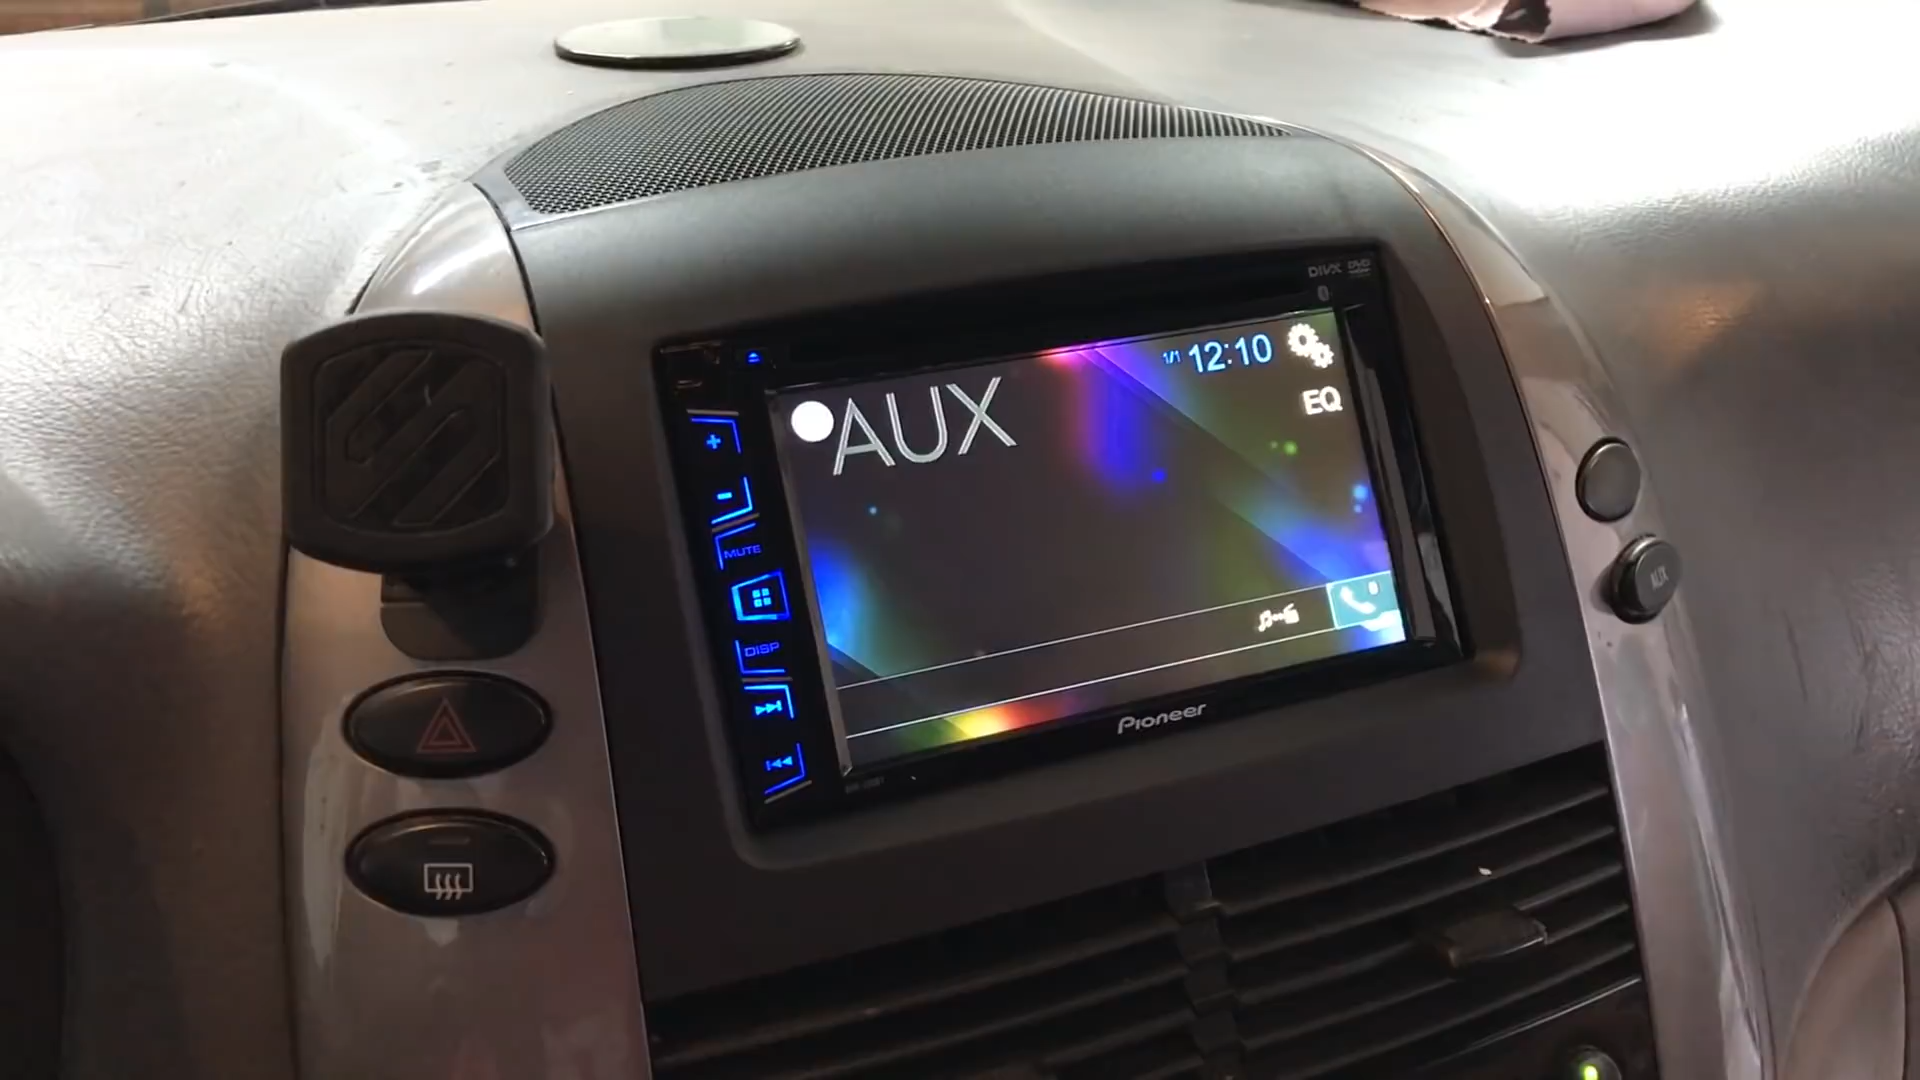 DIVX DVD
1/1 12:10
AUX
EQ
MUTE
DISP
Pioneer
AUX